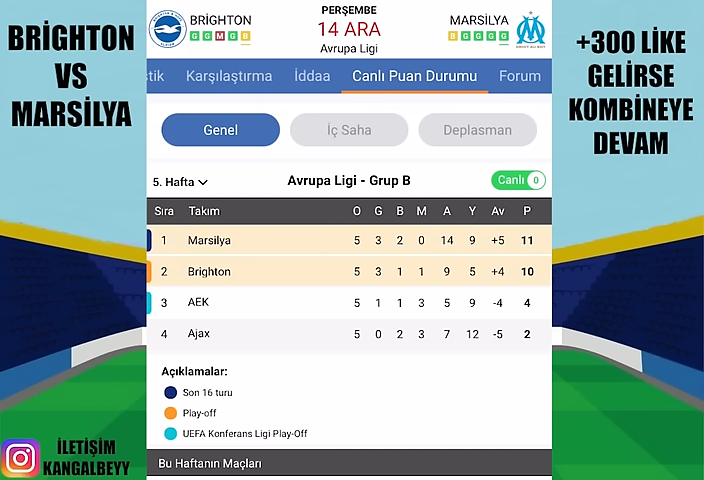 BRİGHTON
VS
MARSİLYA
BRİGHTON
G G M G B
PERŞEMBE
14 ARA
Avrupa Ligi
MARSİLYA
B G G G G
tik Karşılaştırma İddaa Canlı Puan Durumu Forum
Genel İç Saha Deplasman
5. Hafta Avrupa Ligi - Grup B Canlı 0
Sıra Takım O G B M A Y Av P
1 Marsilya 5 3 2 0 14 9 +5 11
2 Brighton 5 3 1 1 9 5 +4 10
3 AEK 5 1 1 3 5 9 -4 4
4 Ajax 5 0 2 3 7 12 -5 2
Açıklamalar:
Son 16 turu
Play-off
UEFA Konferans Ligi Play-Off
Bu Haftanın Maçları
+300 LİKE
GELİRSE
KOMBİNEYE
DEVAM
İLETİŞİM
KANGALBEYY